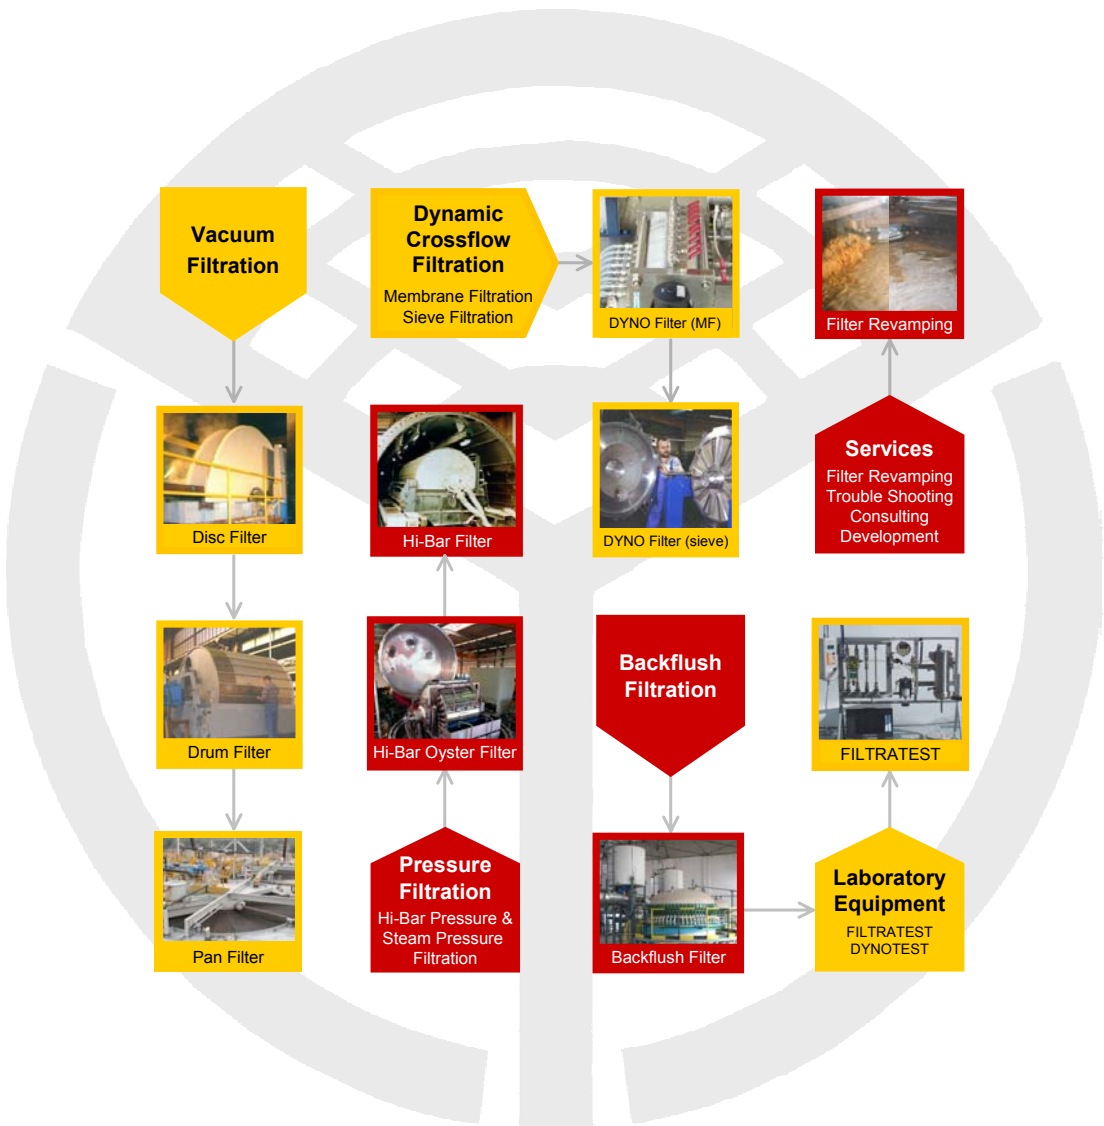 Vacuum
Filtration
Disc Filter
Drum Filter
Pan Filter
Dynamic
Crossflow
Filtration
Membrane Filtration
Sieve Filtration
DYNO Filter (MF)
DYNO Filter (sieve)
Hi-Bar Filter
Hi-Bar Oyster Filter
Pressure
Filtration
Hi-Bar Pressure &
Steam Pressure
Filtration
Backflush
Filtration
Backflush Filter
Filter Revamping
Services
Filter Revamping
Trouble Shooting
Consulting
Development
FILTRATEST
Laboratory
Equipment
FILTRATEST
DYNOTEST